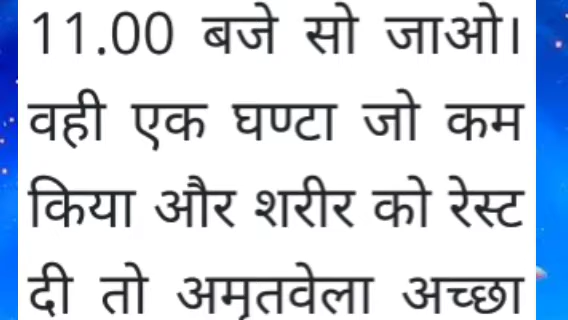 11.00 बजे सो जाओ।
वही एक घण्टा जो कम
किया और शरीर को रेस्ट
दी तो अमृतवेला अच्छा